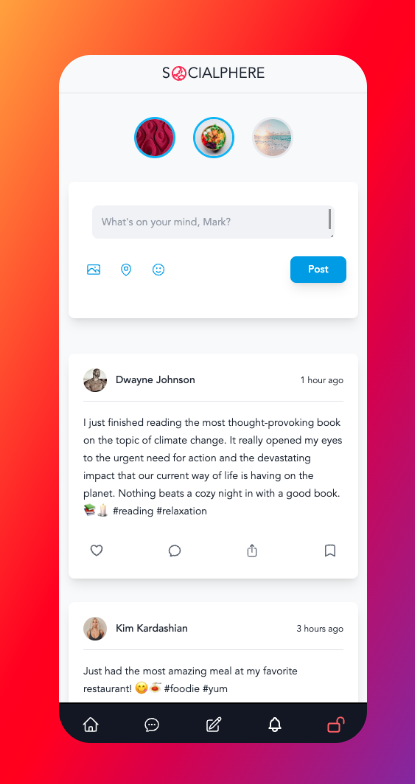 SOCIALPHERE
What's on your mind, Mark?
Post
Dwayne Johnson 1 hour ago
I just finished reading the most thought-provoking book
on the topic of climate change. It really opened my eyes
to the urgent need for action and the devastating
impact that our current way of life is having on the
planet. Nothing beats a cozy night in with a good book.
📚🕯️ #reading #relaxation
Kim Kardashian 3 hours ago
Just had the most amazing meal at my favorite
restaurant! 😋🍝 #foodie #yum